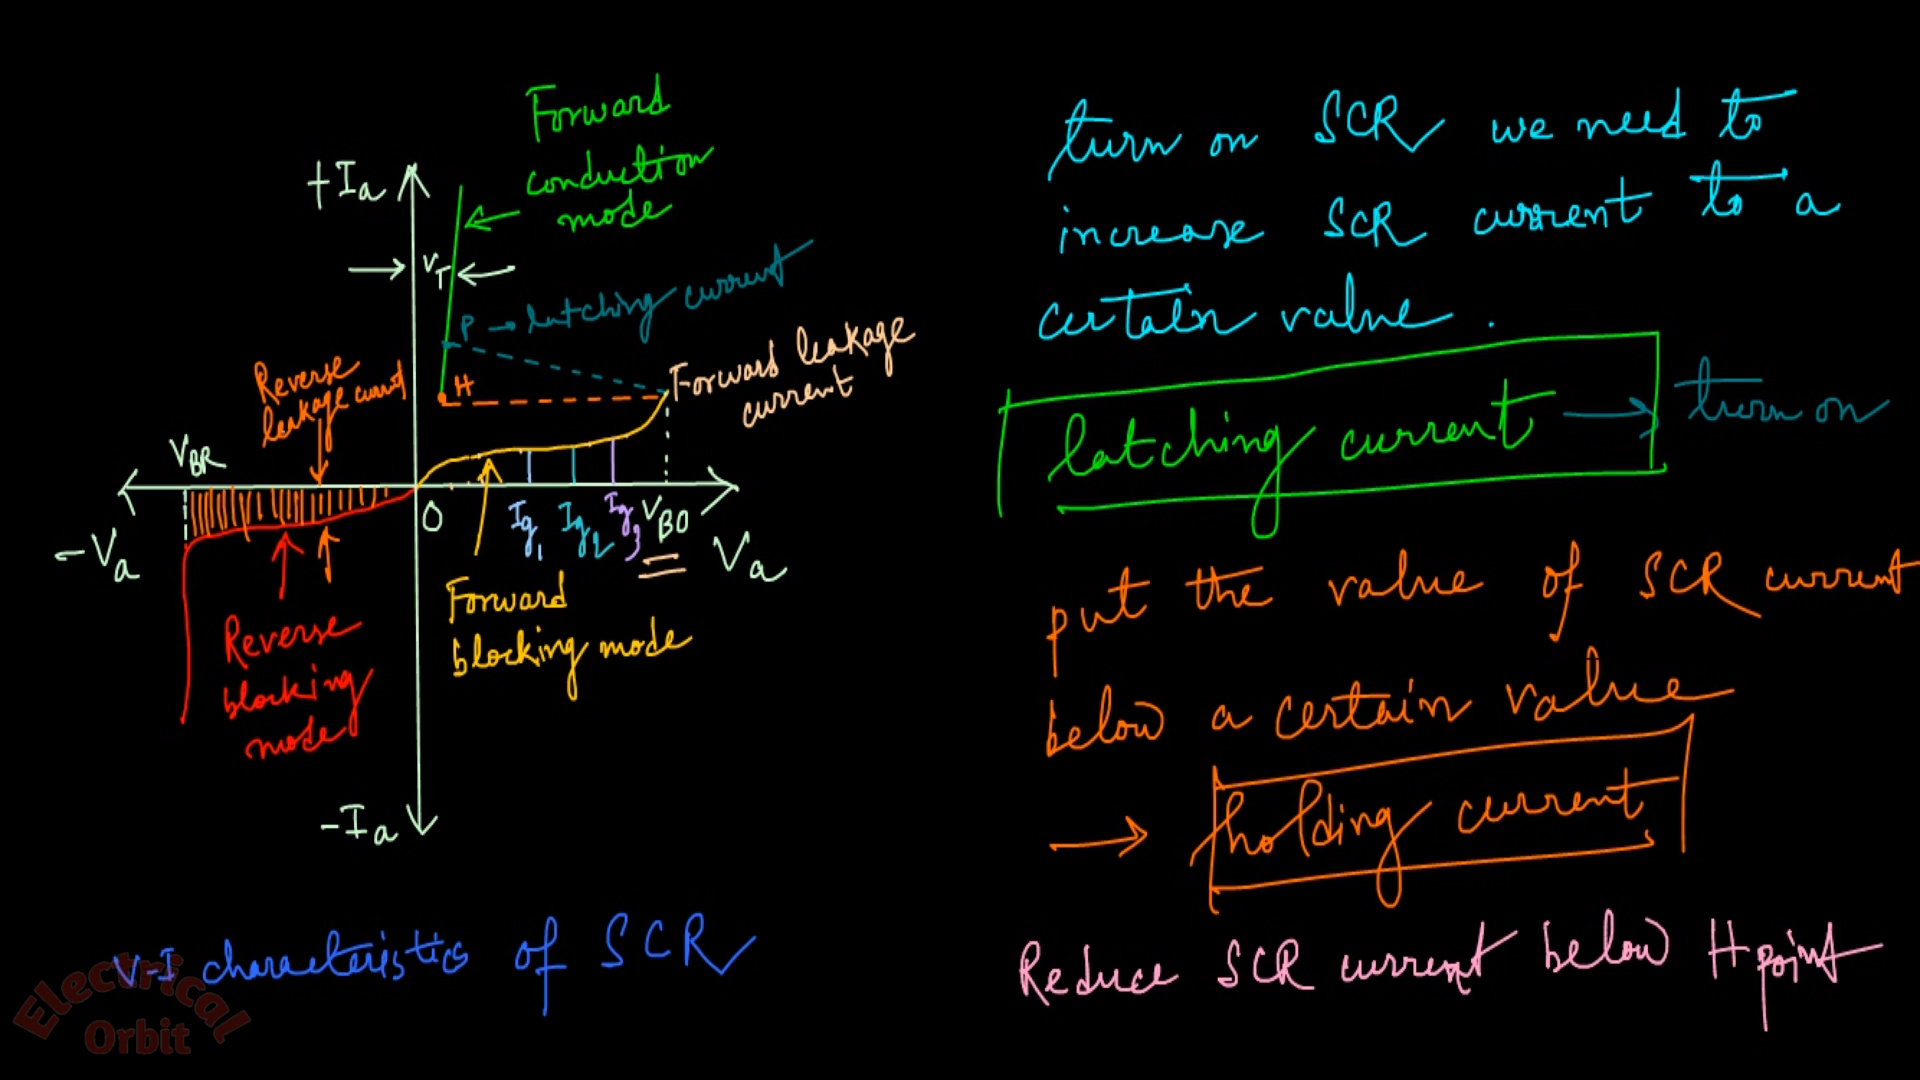 Forward
conduction
mode
+Ia
VT
P → latching current
H
Forward leakage
current
Reverse
leakage current
VBR
O
Ig1
Ig2
Ig3
VBO
-Va
Va
Forward
blocking mode
Reverse
blocking
mode
-Ia
V-I characteristics of SCR
Electrical
Orbit
turn on SCR we need to
increase SCR current to a
certain value.
latching current → turn on
put the value of SCR current
below a certain value
→ holding current
Reduce SCR current below H point